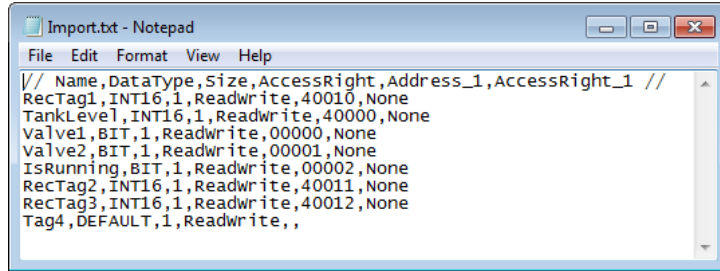 Import.txt - Notepad
File Edit Format View Help
// Name,DataType,Size,AccessRight,Address_1,AccessRight_1 //
RecTag1,INT16,1,ReadWrite,40010,None
TankLevel,INT16,1,ReadWrite,40000,None
Valve1,BIT,1,ReadWrite,00000,None
Valve2,BIT,1,ReadWrite,00001,None
IsRunning,BIT,1,ReadWrite,00002,None
RecTag2,INT16,1,ReadWrite,40011,None
RecTag3,INT16,1,ReadWrite,40012,None
Tag4,DEFAULT,1,ReadWrite,,